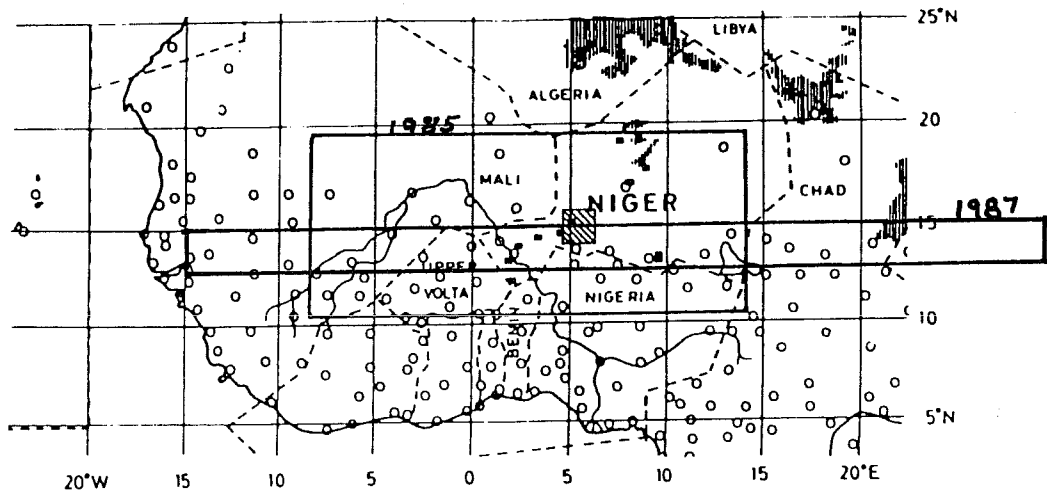 25°N
LIBYA
ALGERIA
20
1985
MALI
CHAD
NIGER
1987
15
UPPER
VOLTA
NIGERIA
BENIN
10
5°N
20°W 15 10 5 0 5 10 15 20°E